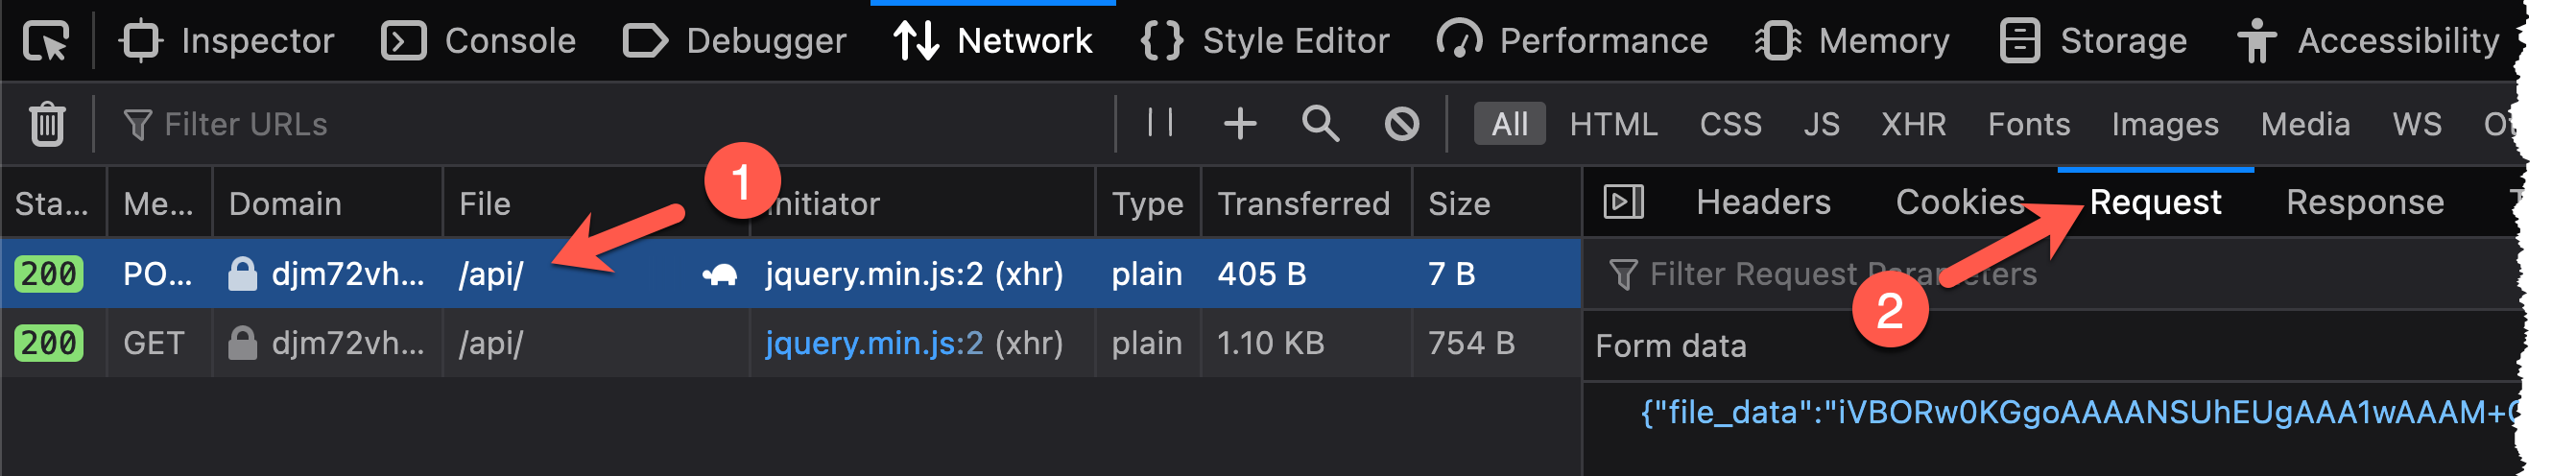 Inspector Console Debugger Network Style Editor Performance Memory Storage Accessibility
Filter URLs All HTML CSS JS XHR Fonts Images Media WS
Sta... Me... Domain File 1 Initiator Type Transferred Size Headers Cookies Request Response
200 PO... djm72vh... /api/ jquery.min.js:2 (xhr) plain 405 B 7 B Filter Request Parameters
2
200 GET djm72vh... /api/ jquery.min.js:2 (xhr) plain 1.10 KB 754 B Form data
{"file_data":"iVBORw0KGgoAAAANSUhEUgAAA1wAAAM+